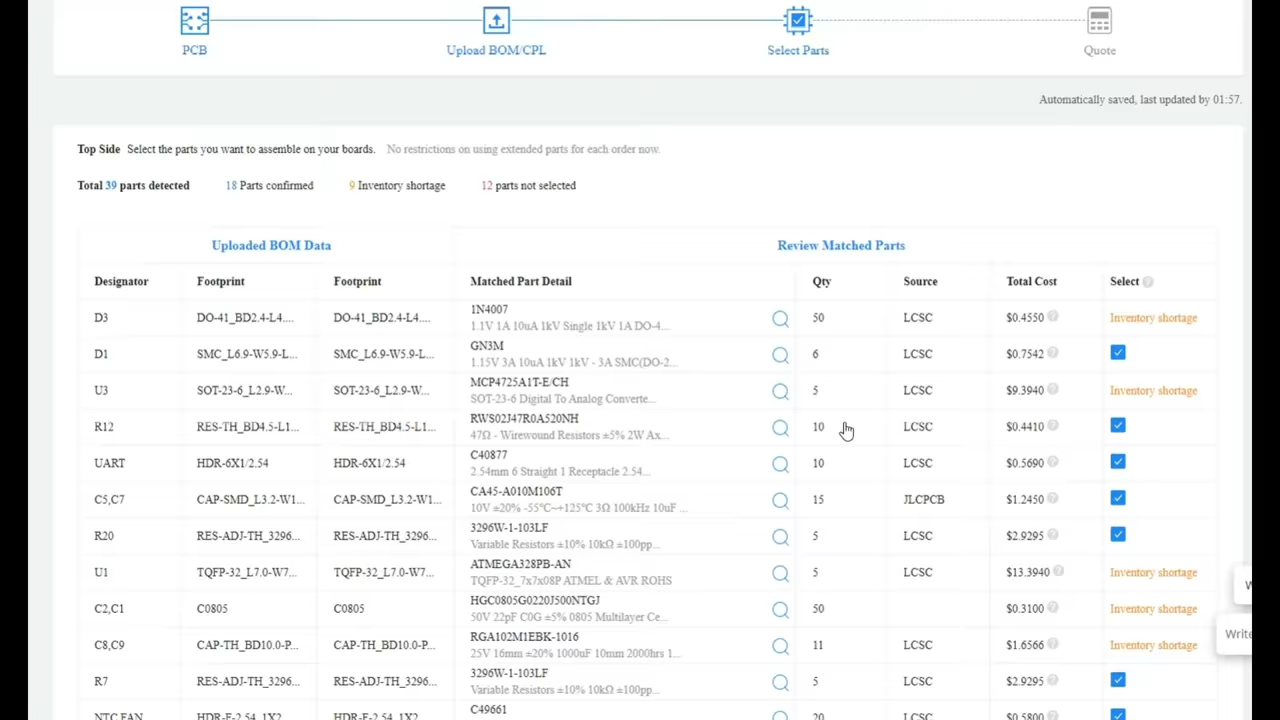 PCB
Upload BOM/CPL
Select Parts
Quote
Automatically saved, last updated by 01:57.
Top Side Select the parts you want to assemble on your boards. No restrictions on using extended parts for each order now.
Total 39 parts detected 18 Parts confirmed 9 Inventory shortage 12 parts not selected
Uploaded BOM Data Review Matched Parts
Designator Footprint Footprint Matched Part Detail Qty Source Total Cost Select
D3 DO-41_BD2.4-L4.... DO-41_BD2.4-L4.... 1N4007 50 LCSC $0.4550 Inventory shortage
1.1V 1A 10uA 1kV Single 1kV 1A DO-4...
D1 SMC_L6.9-W5.9-L... SMC_L6.9-W5.9-L... GN3M 6 LCSC $0.7542
1.15V 3A 10uA 1kV 1kV - 3A SMC(DO-2...
U3 SOT-23-6_L2.9-W... SOT-23-6_L2.9-W... MCP4725A1T-E/CH 5 LCSC $9.3940 Inventory shortage
SOT-23-6 Digital To Analog Converte...
R12 RES-TH_BD4.5-L1... RES-TH_BD4.5-L1... RWS02J47R0A520NH 10 LCSC $0.4410
47Ω - Wirewound Resistors ±5% 2W Ax...
UART HDR-6X1/2.54 HDR-6X1/2.54 C40877 10 LCSC $0.5690
2.54mm 6 Straight 1 Receptacle 2.54...
C5,C7 CAP-SMD_L3.2-W1... CAP-SMD_L3.2-W1... CA45-A010M106T 15 JLCPCB $1.2450
10V ±20% -55℃~+125℃ 3Ω 100kHz 10uF ...
R20 RES-ADJ-TH_3296... RES-ADJ-TH_3296... 3296W-1-103LF 5 LCSC $2.9295
Variable Resistors ±10% 10kΩ ±100pp...
U1 TQFP-32_L7.0-W7... TQFP-32_L7.0-W7... ATMEGA328PB-AN 5 LCSC $13.3940 Inventory shortage
TQFP-32_7x7x08P ATMEL & AVR ROHS
C2,C1 C0805 C0805 HGC0805G0220J500NTGJ 50 $0.3100 Inventory shortage
50V 22pF C0G ±5% 0805 Multilayer Ce...
C8,C9 CAP-TH_BD10.0-P... CAP-TH_BD10.0-P... RGA102M1EBK-1016 11 LCSC $1.6566 Inventory shortage
25V 16mm ±20% 1000uF 10mm 2000hrs 1...
R7 RES-ADJ-TH_3296... RES-ADJ-TH_3296... 3296W-1-103LF 5 LCSC $2.9295
Variable Resistors ±10% 10kΩ ±100pp...
NTC,FAN HDR-F-2.54_1X2 HDR-F-2.54_1X2 C49661 20 LCSC $0.5800
Write